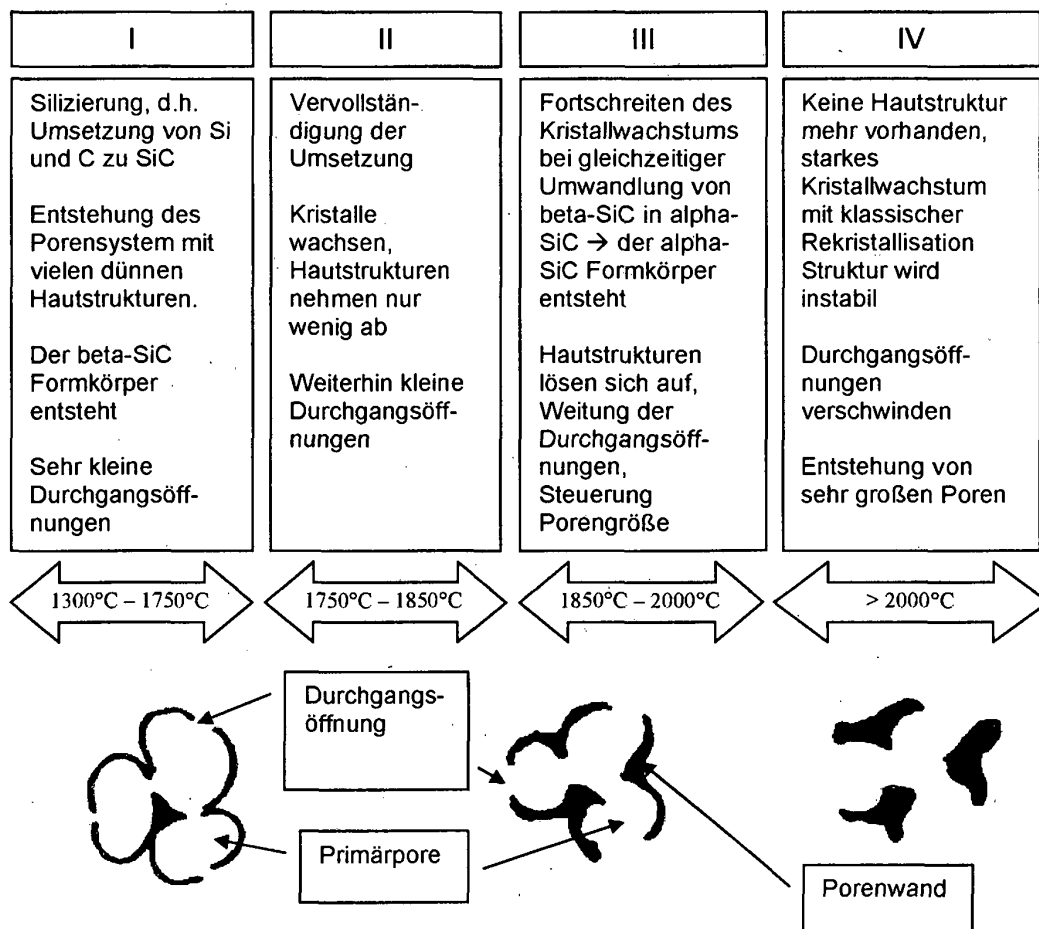 I
II
III
IV
Silizierung, d.h.
Umsetzung von Si
und C zu SiC
Entstehung des
Porensystem mit
vielen dünnen
Hautstrukturen.
Der beta-SiC
Formkörper
entsteht
Sehr kleine
Durchgangsöff-
nungen
Vervollstän-
digung der
Umsetzung
Kristalle
wachsen,
Hautstrukturen
nehmen nur
wenig ab
Weiterhin kleine
Durchgangsöff-
nungen
Fortschreiten des
Kristallwachstums
bei gleichzeitiger
Umwandlung von
beta-SiC in alpha-
SiC → der alpha-
SiC Formkörper
entsteht
Hautstrukturen
lösen sich auf,
Weitung der
Durchgangsöff-
nungen,
Steuerung
Porengröße
Keine Hautstruktur
mehr vorhanden,
starkes
Kristallwachstum
mit klassischer
Rekristallisation
Struktur wird
instabil
Durchgangsöff-
nungen
verschwinden
Entstehung von
sehr großen Poren
1300°C – 1750°C
1750°C – 1850°C
1850°C – 2000°C
> 2000°C
Durchgangs-
öffnung
Primärpore
Porenwand